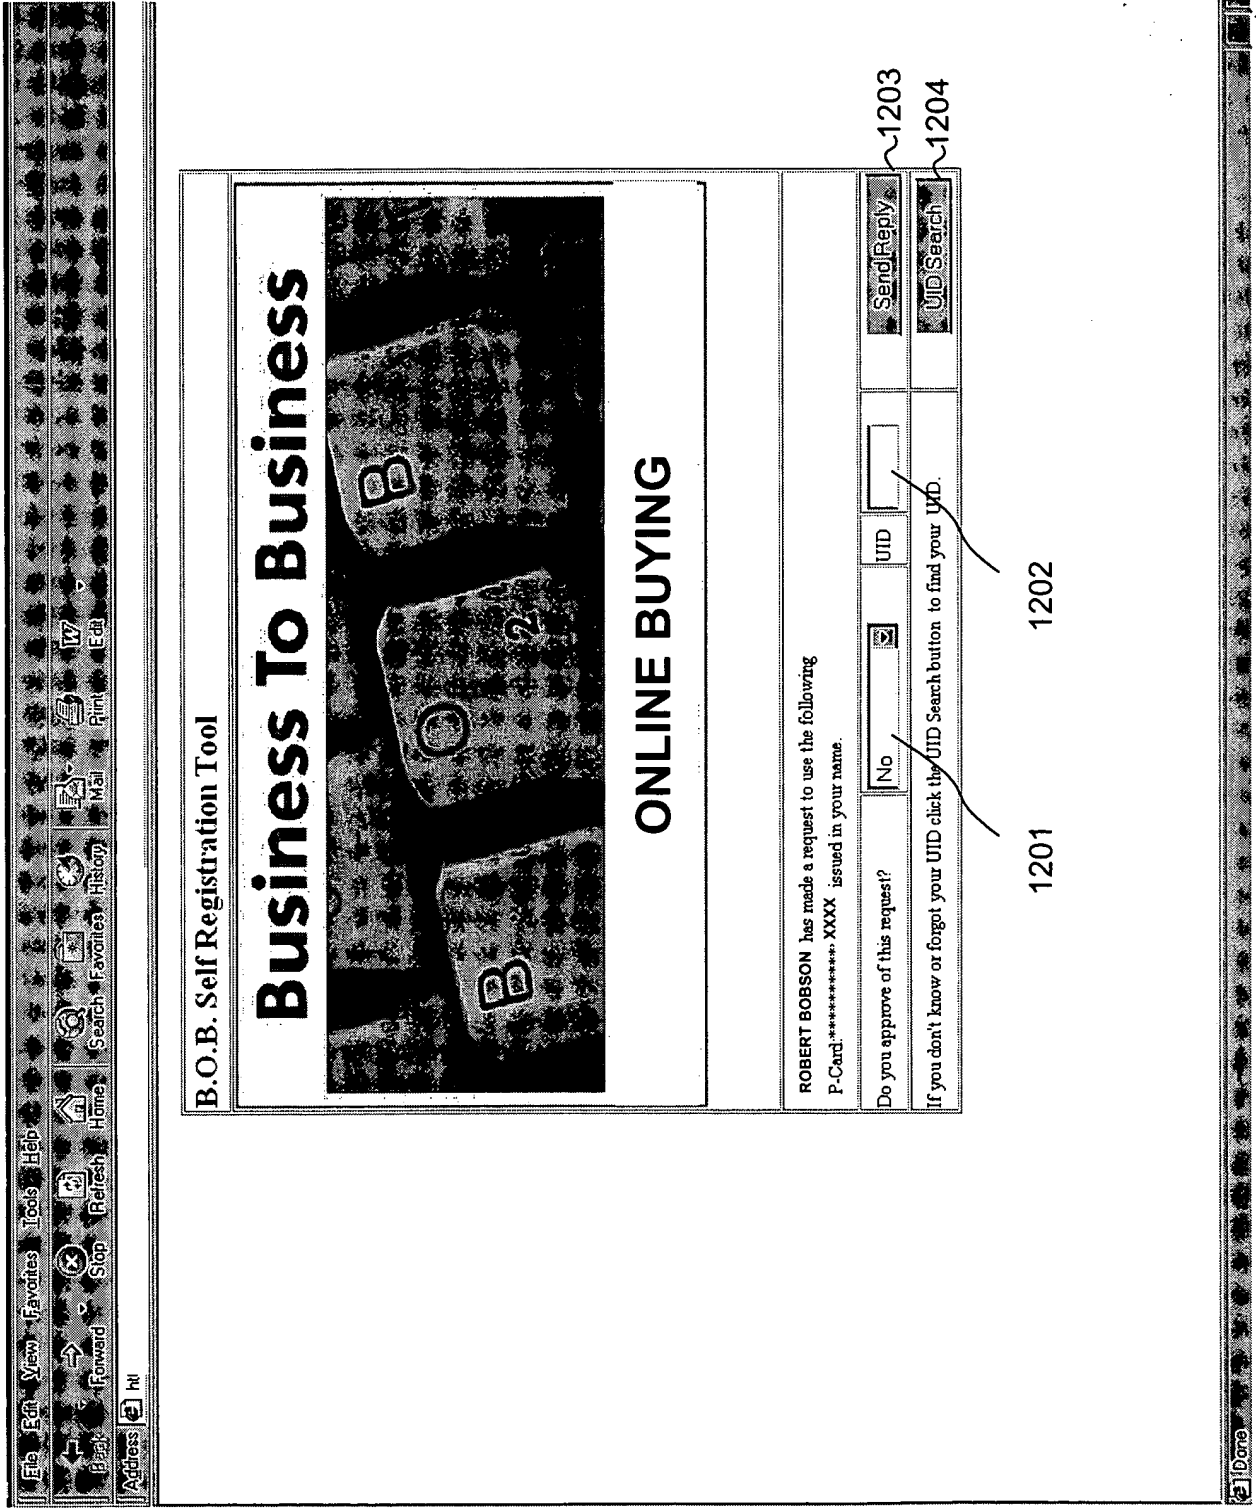 File Edit View Favorites Tools Help
Back Forward Stop Refresh Home Search Favorites History Mail Print Edit
Address
B.O.B. Self Registration Tool
Business To Business
B O 2 B
ONLINE BUYING
ROBERT BOBSON has made a request to use the following
P-Card:************XXXX issued in your name.
Do you approve of this request? No UID Send Reply 1203
If you don't know or forgot your UID click the UID Search button to find your UID. UID Search 1204
1201 1202
Done